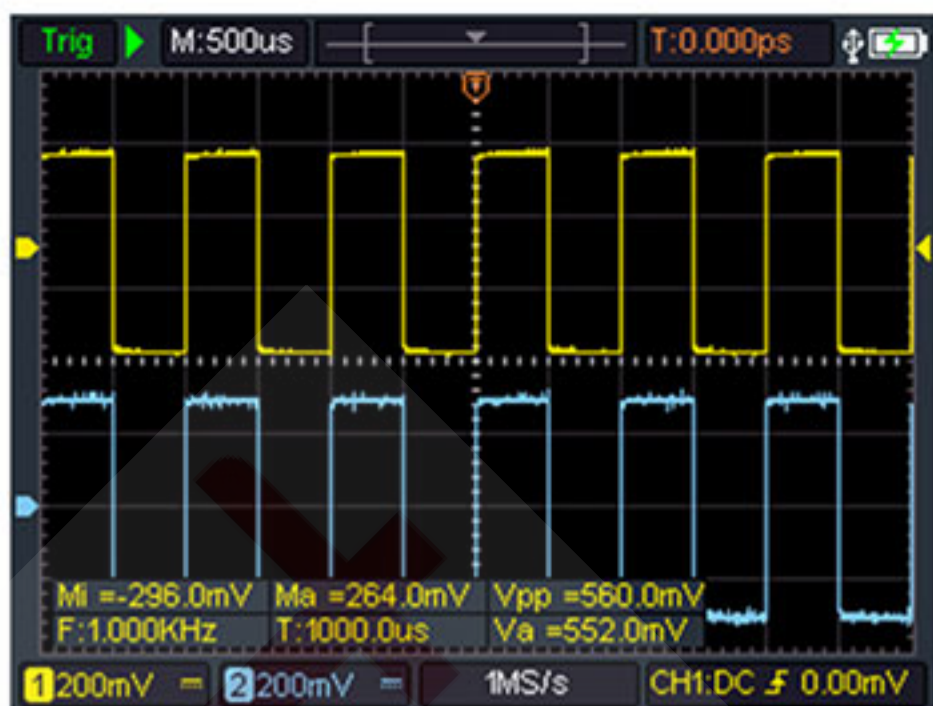 Trig M:500us T:0.000ps
Mi =-296.0mV Ma =264.0mV Vpp =560.0mV
F:1.000KHz T:1000.0us Va =552.0mV
1 200mV 2 200mV 1MS/s CH1:DC 0.00mV